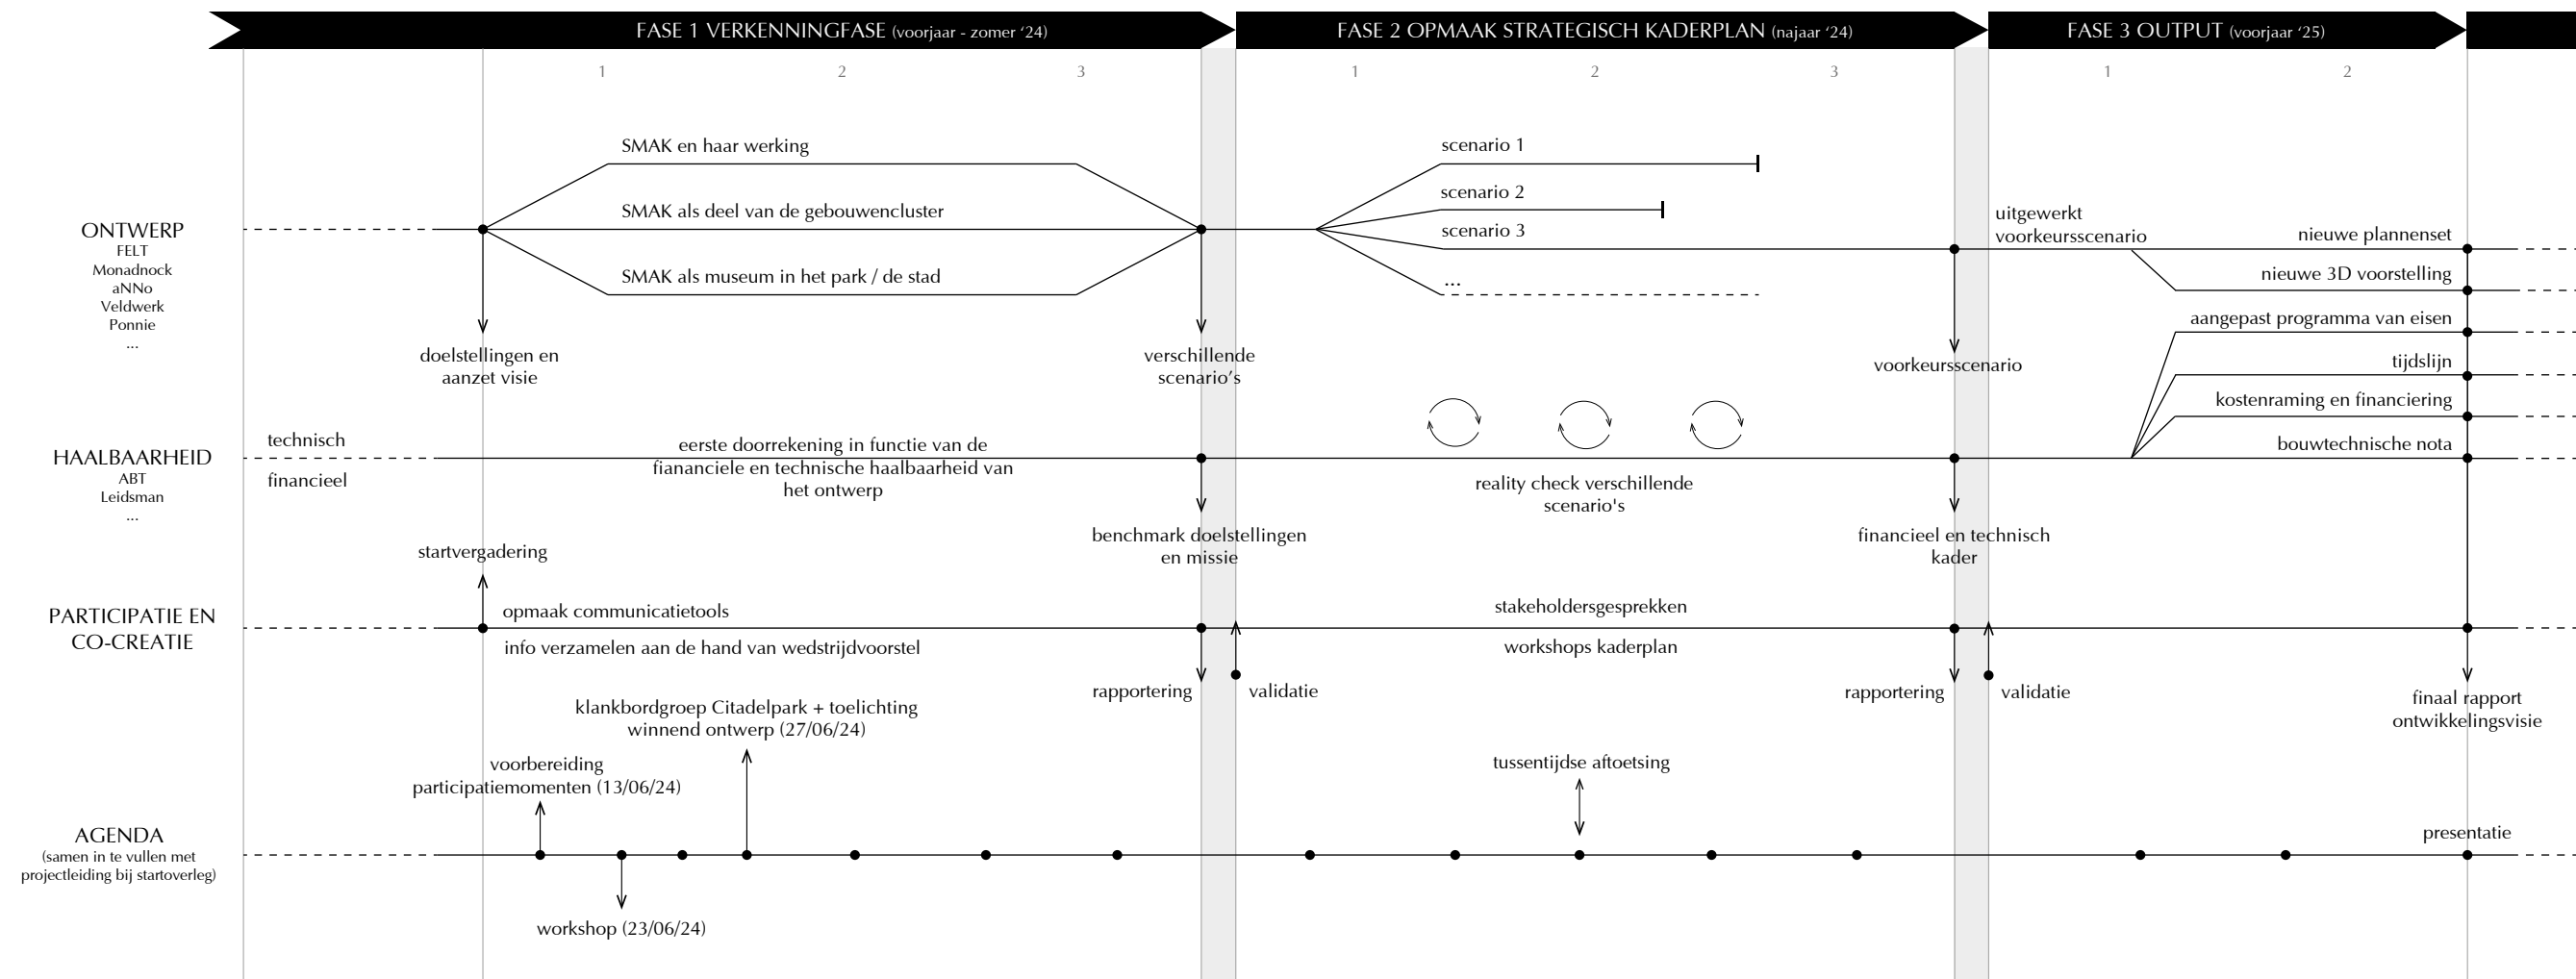 FASE 1 VERKENNINGFASE (voorjaar - zomer ‘24)
FASE 2 OPMAAK STRATEGISCH KADERPLAN (najaar ‘24)
FASE 3 OUTPUT (voorjaar ‘25)
1
2
3
1
2
3
1
2
ONTWERP
FELT
Monadnock
aNNo
Veldwerk
Ponnie
...
SMAK en haar werking
SMAK als deel van de gebouwencluster
SMAK als museum in het park / de stad
doelstellingen en
aanzet visie
verschillende
scenario’s
scenario 1
scenario 2
scenario 3
...
voorkeursscenario
uitgewerkt
voorkeursscenario
nieuwe plannenset
nieuwe 3D voorstelling
aangepast programma van eisen
tijdslijn
kostenraming en financiering
bouwtechnische nota
HAALBAARHEID
ABT
Leidsman
...
technisch
financieel
eerste doorrekening in functie van de
fiananciele en technische haalbaarheid van
het ontwerp
benchmark doelstellingen
en missie
reality check verschillende
scenario's
financieel en technisch
kader
PARTICIPATIE EN
CO-CREATIE
startvergadering
opmaak communicatietools
info verzamelen aan de hand van wedstrijdvoorstel
rapportering
validatie
stakeholdersgesprekken
workshops kaderplan
rapportering
validatie
finaal rapport
ontwikkelingsvisie
AGENDA
(samen in te vullen met
projectleiding bij startoverleg)
voorbereiding
participatiemomenten (13/06/24)
klankbordgroep Citadelpark + toelichting
winnend ontwerp (27/06/24)
workshop (23/06/24)
tussentijdse aftoetsing
presentatie